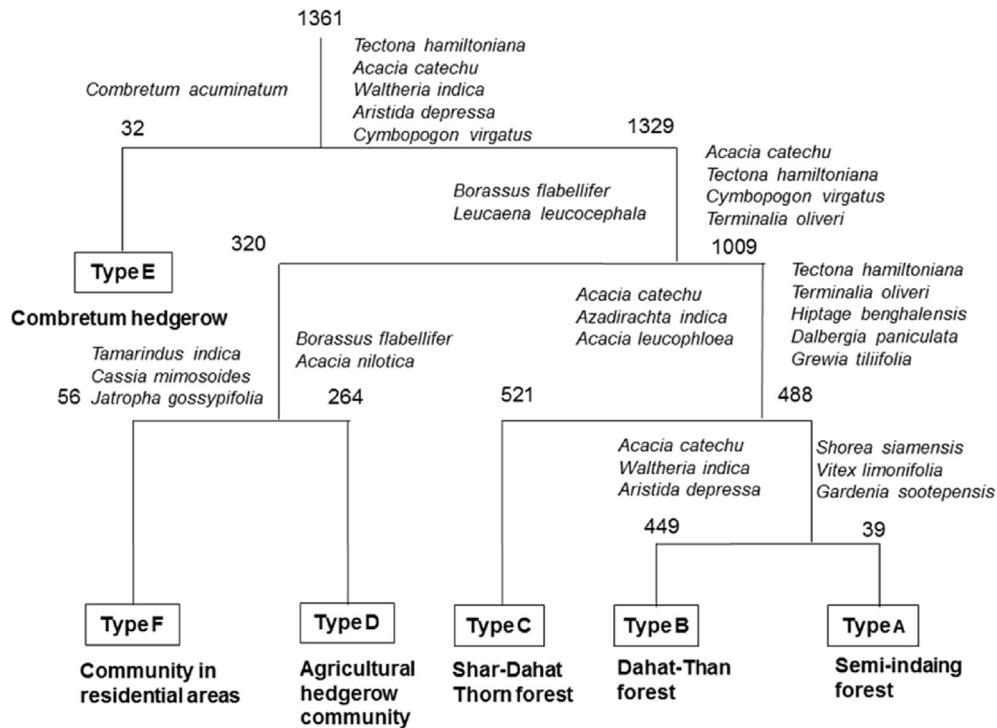 1361
Combretum acuminatum
Tectona hamiltoniana
Acacia catechu
Waltheria indica
Aristida depressa
Cymbopogon virgatus
32
1329
Borassus flabellifer
Leucaena leucocephala
Acacia catechu
Tectona hamiltoniana
Cymbopogon virgatus
Terminalia oliveri
320
1009
Type E
Combretum hedgerow
Tamarindus indica
Cassia mimosoides
Jatropha gossypifolia
Borassus flabellifer
Acacia nilotica
Acacia catechu
Azadirachta indica
Acacia leucophloea
Tectona hamiltoniana
Terminalia oliveri
Hiptage benghalensis
Dalbergia paniculata
Grewia tiliifolia
56
264
521
488
Acacia catechu
Waltheria indica
Aristida depressa
Shorea siamensis
Vitex limonifolia
Gardenia sootepensis
449
39
Type F
Community in
residential areas
Type D
Agricultural
hedgerow
community
Type C
Shar-Dahat
Thorn forest
Type B
Dahat-Than
forest
Type A
Semi-indaing
forest